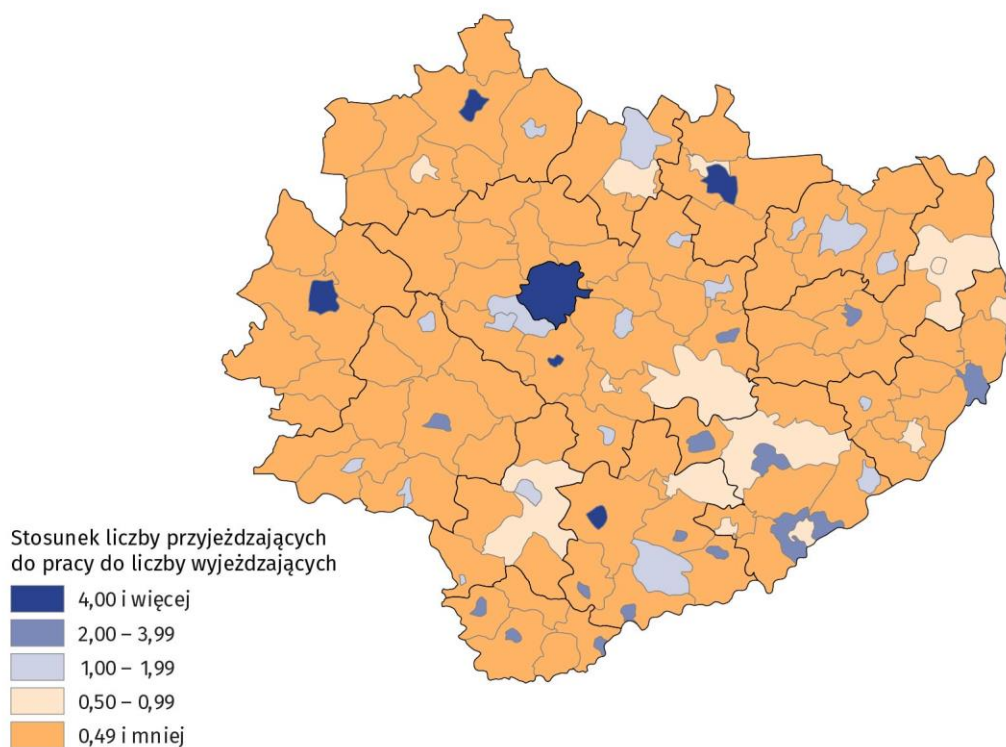 Stosunek liczby przyjeżdzających
do pracy do liczby wyjeżdzających
4,00 i więcej
2,00 – 3,99
1,00 – 1,99
0,50 – 0,99
0,49 i mniej